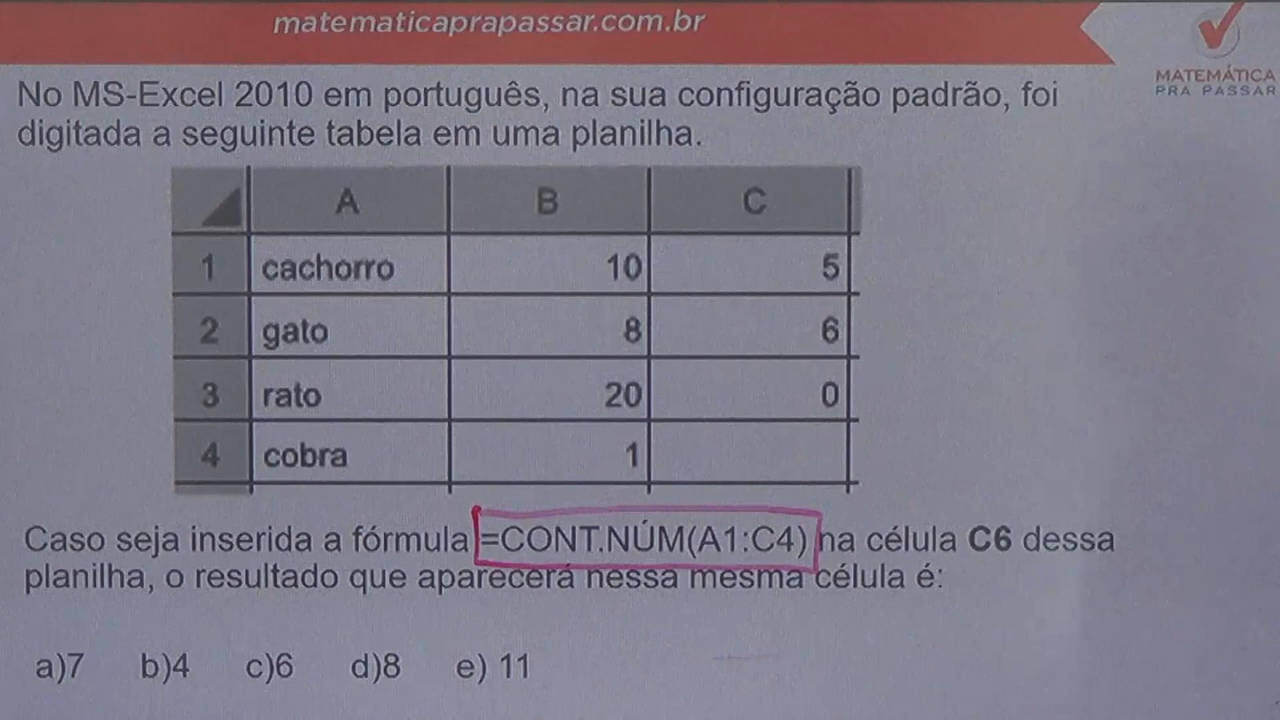 matematicaprapassar.com.br
MATEMÁTICA
PRA PASSAR
No MS-Excel 2010 em português, na sua configuração padrão, foi
digitada a seguinte tabela em uma planilha.
A B C
1 cachorro 10 5
2 gato 8 6
3 rato 20 0
4 cobra 1
Caso seja inserida a fórmula =CONT.NÚM(A1:C4) na célula C6 dessa
planilha, o resultado que aparecerá nessa mesma célula é:
a)7 b)4 c)6 d)8 e) 11